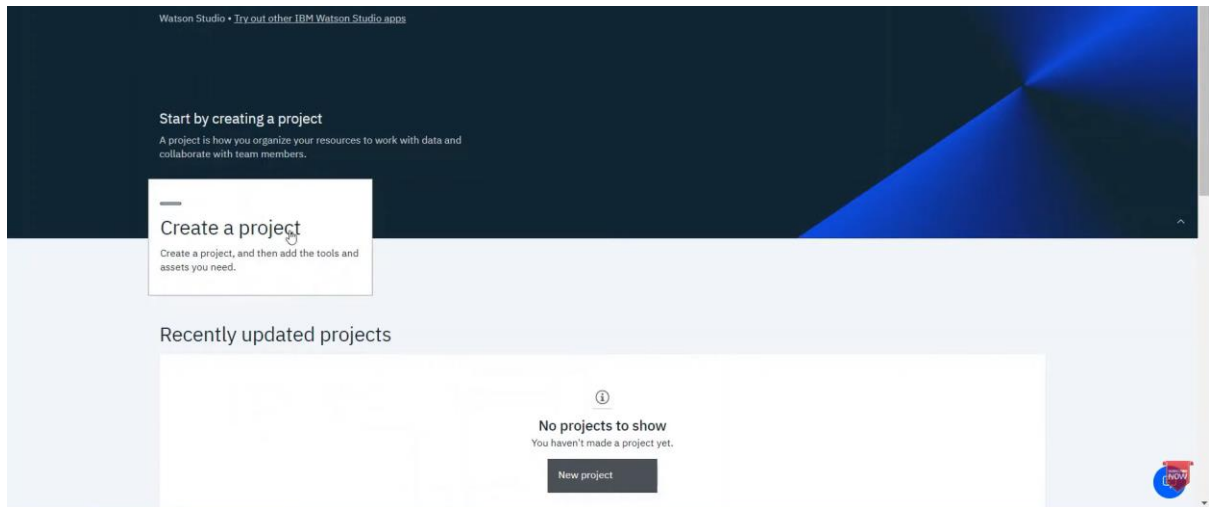 Watson Studio • Try out other IBM Watson Studio apps
Start by creating a project
A project is how you organize your resources to work with data and
collaborate with team members.
Create a project
Create a project, and then add the tools and
assets you need.
Recently updated projects
No projects to show
You haven't made a project yet.
New project
NOW